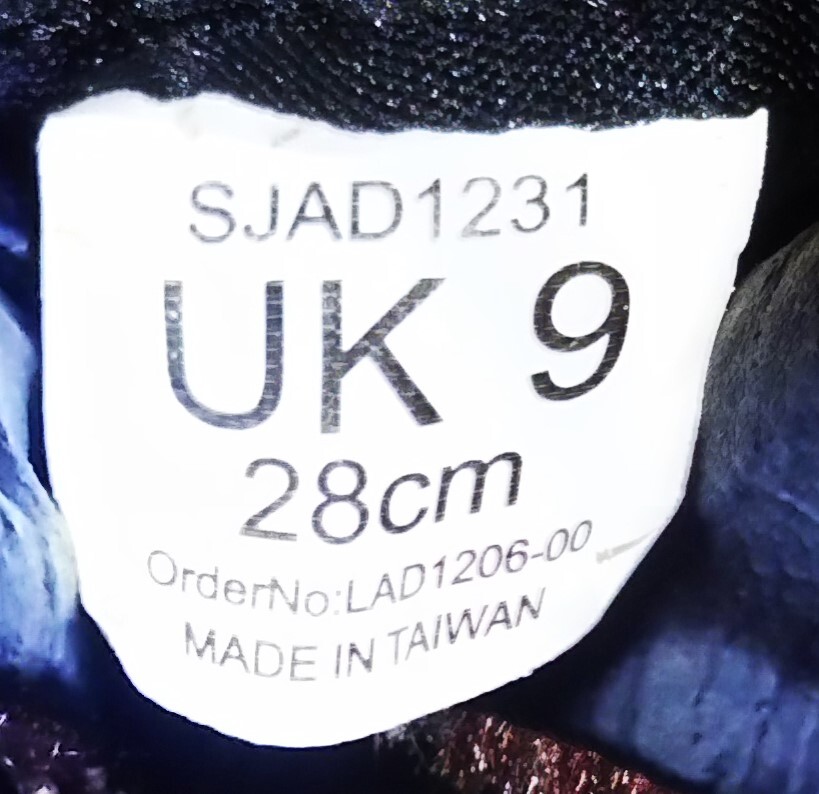 SJAD1231
UK 9
28cm
OrderNo:LAD1206-00
MADE IN TAIWAN